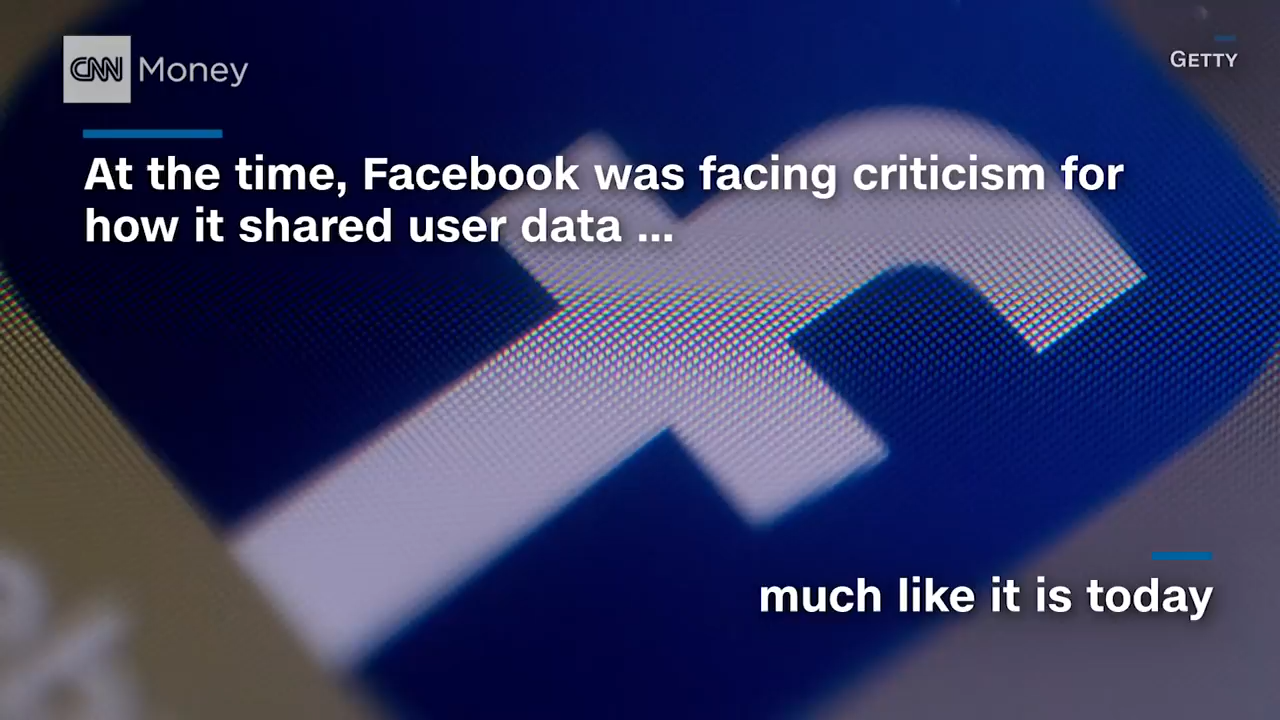 CNN Money
GETTY
At the time, Facebook was facing criticism for
how it shared user data ...
much like it is today